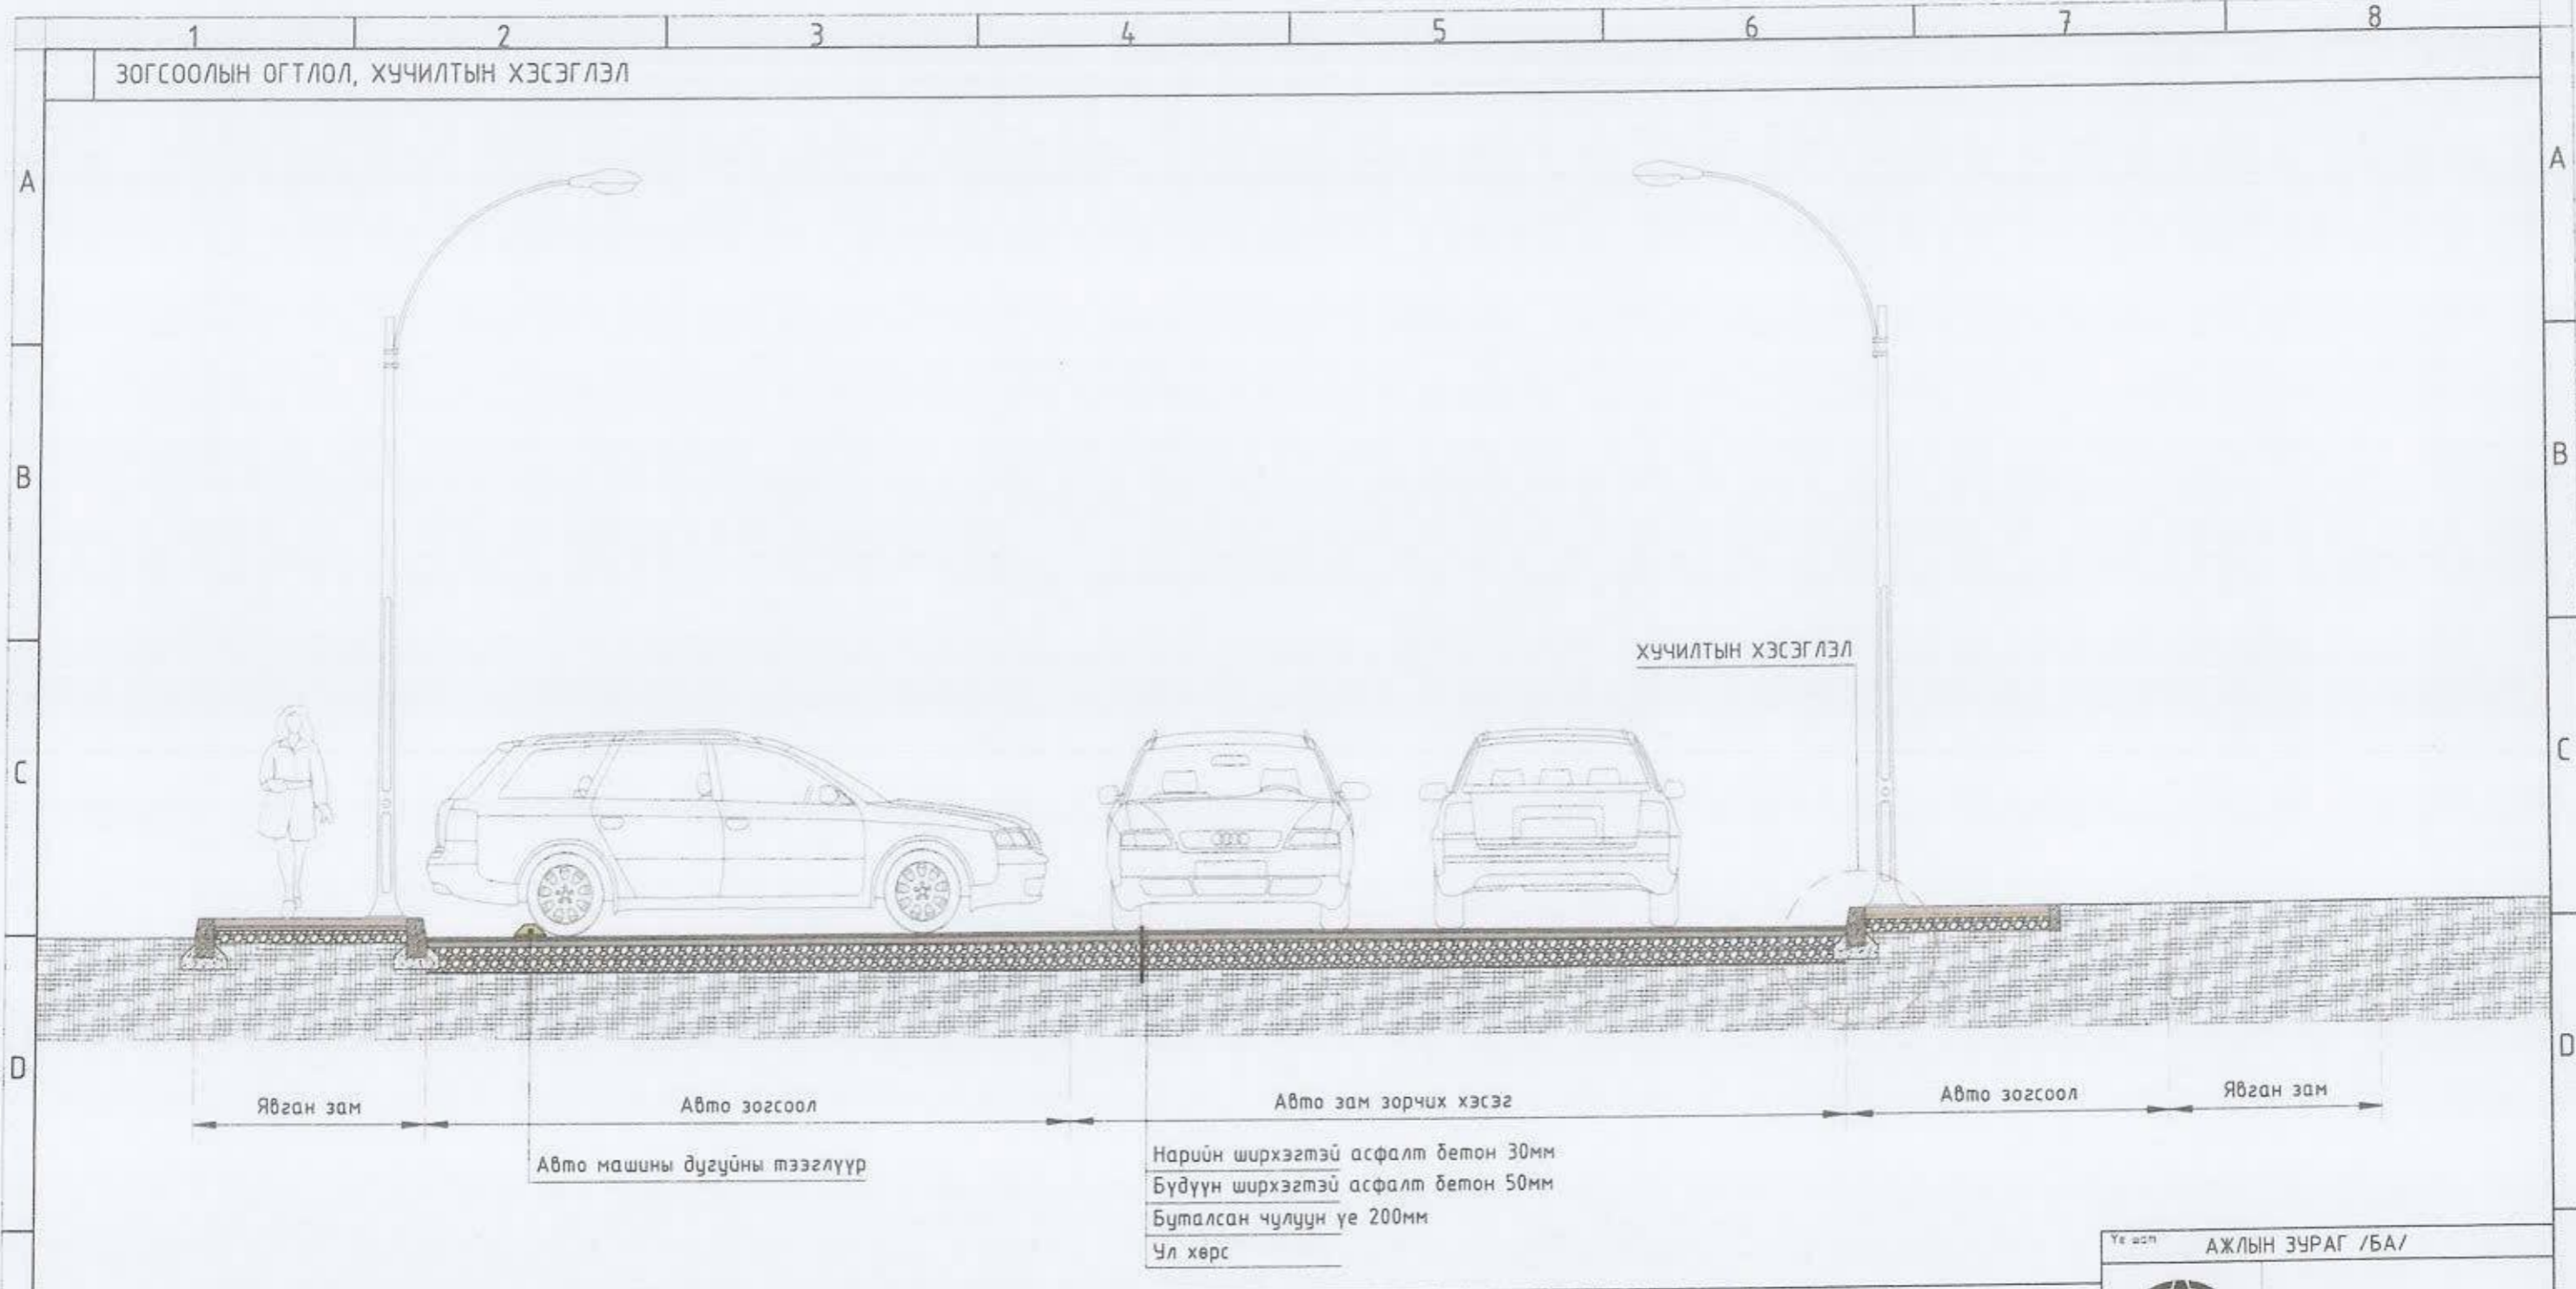 1 2 3 4 5 6 7 8
ЗОГСООЛЫН ОГТЛОЛ, ХУЧИЛТЫН ХЭСЭГЛЭЛ
A A
B B
ХУЧИЛТЫН ХЭСЭГЛЭЛ
C C
D D
Явган зам Авто зогсоол Авто зам зорчих хэсэг Авто зогсоол Явган зам
Авто машины дугуйны тээглүүр
Нарийн ширхэгтэй асфалт бетон 30мм
Бүдүүн ширхэгтэй асфалт бетон 50мм
Буталсан чулуун үе 200мм
Ул хөрс
Үе шат АЖЛЫН ЗУРАГ /БА/